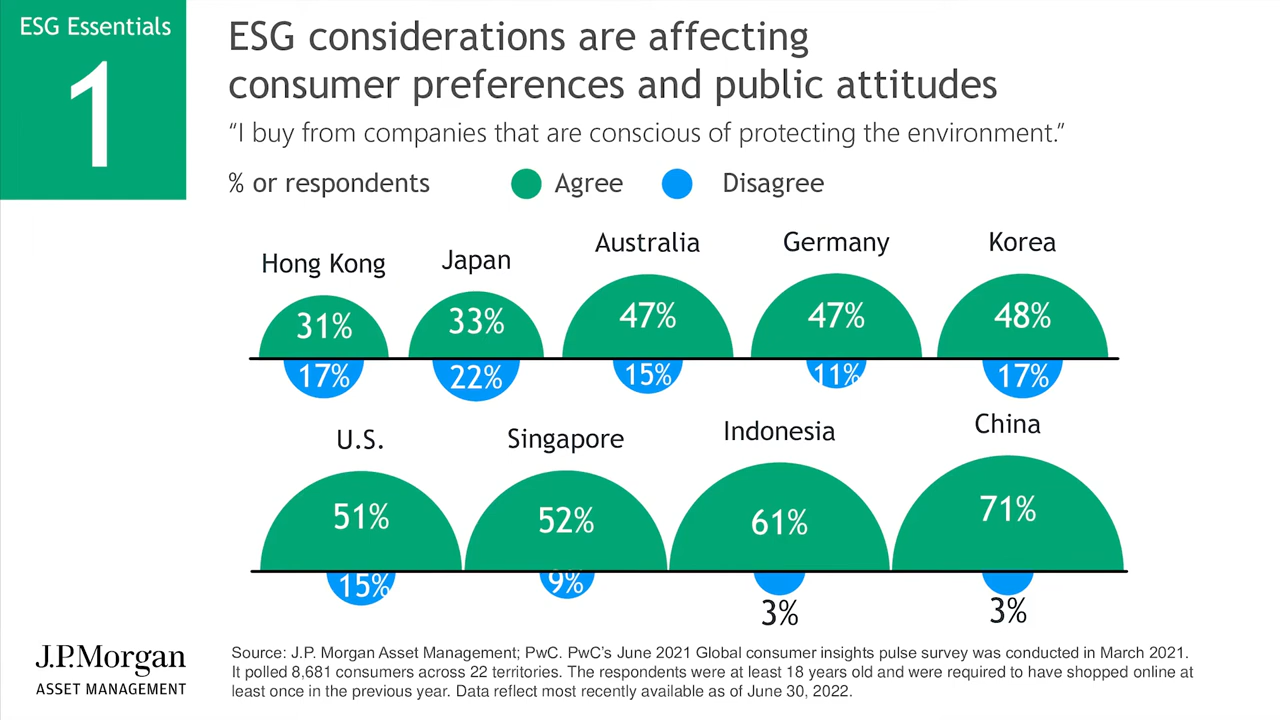 ESG Essentials
1
ESG considerations are affecting
consumer preferences and public attitudes
“I buy from companies that are conscious of protecting the environment.”
% or respondents Agree Disagree
Hong Kong Japan Australia Germany Korea
31% 33% 47% 47% 48%
17% 22% 15% 11% 17%
U.S. Singapore Indonesia China
51% 52% 61% 71%
15% 9% 3% 3%
J.P.Morgan
ASSET MANAGEMENT
Source: J.P. Morgan Asset Management; PwC. PwC’s June 2021 Global consumer insights pulse survey was conducted in March 2021.
It polled 8,681 consumers across 22 territories. The respondents were at least 18 years old and were required to have shopped online at
least once in the previous year. Data reflect most recently available as of June 30, 2022.